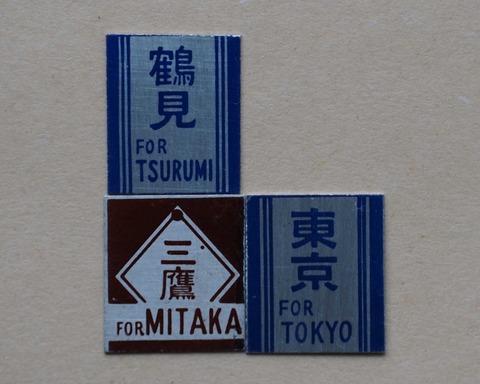 鶴
見
FOR
TSURUMI
三
鷹
FOR MITAKA
東
京
FOR
TOKYO